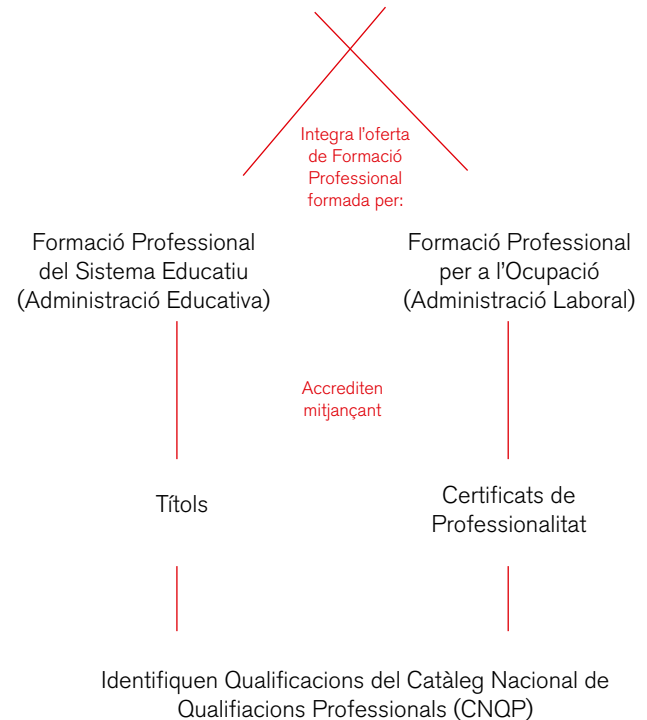 Integra l'oferta
de Formació
Professional
formada per:
Formació Professional
del Sistema Educatiu
(Administració Educativa)
Formació Professional
per a l'Ocupació
(Administració Laboral)
Accrediten
mitjançant
Títols
Certificats de
Professionalitat
Identifiquen Qualificacions del Catàleg Nacional de
Qualifiacions Professionals (CNQP)